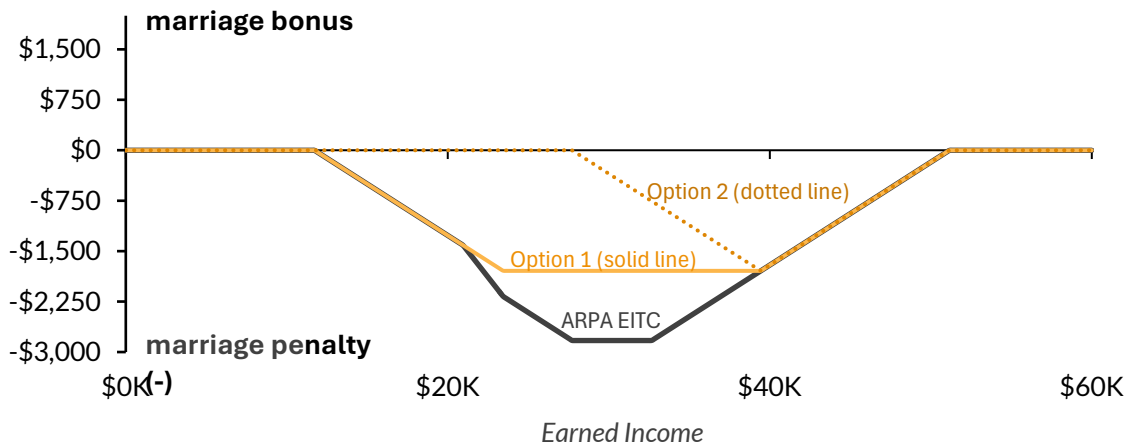 marriage bonus
$1,500
$750
$0
-$750
Option 2 (dotted line)
-$1,500
Option 1 (solid line)
-$2,250
ARPA EITC
-$3,000
marriage penalty
(-)
$0K
$20K
$40K
$60K
Earned Income